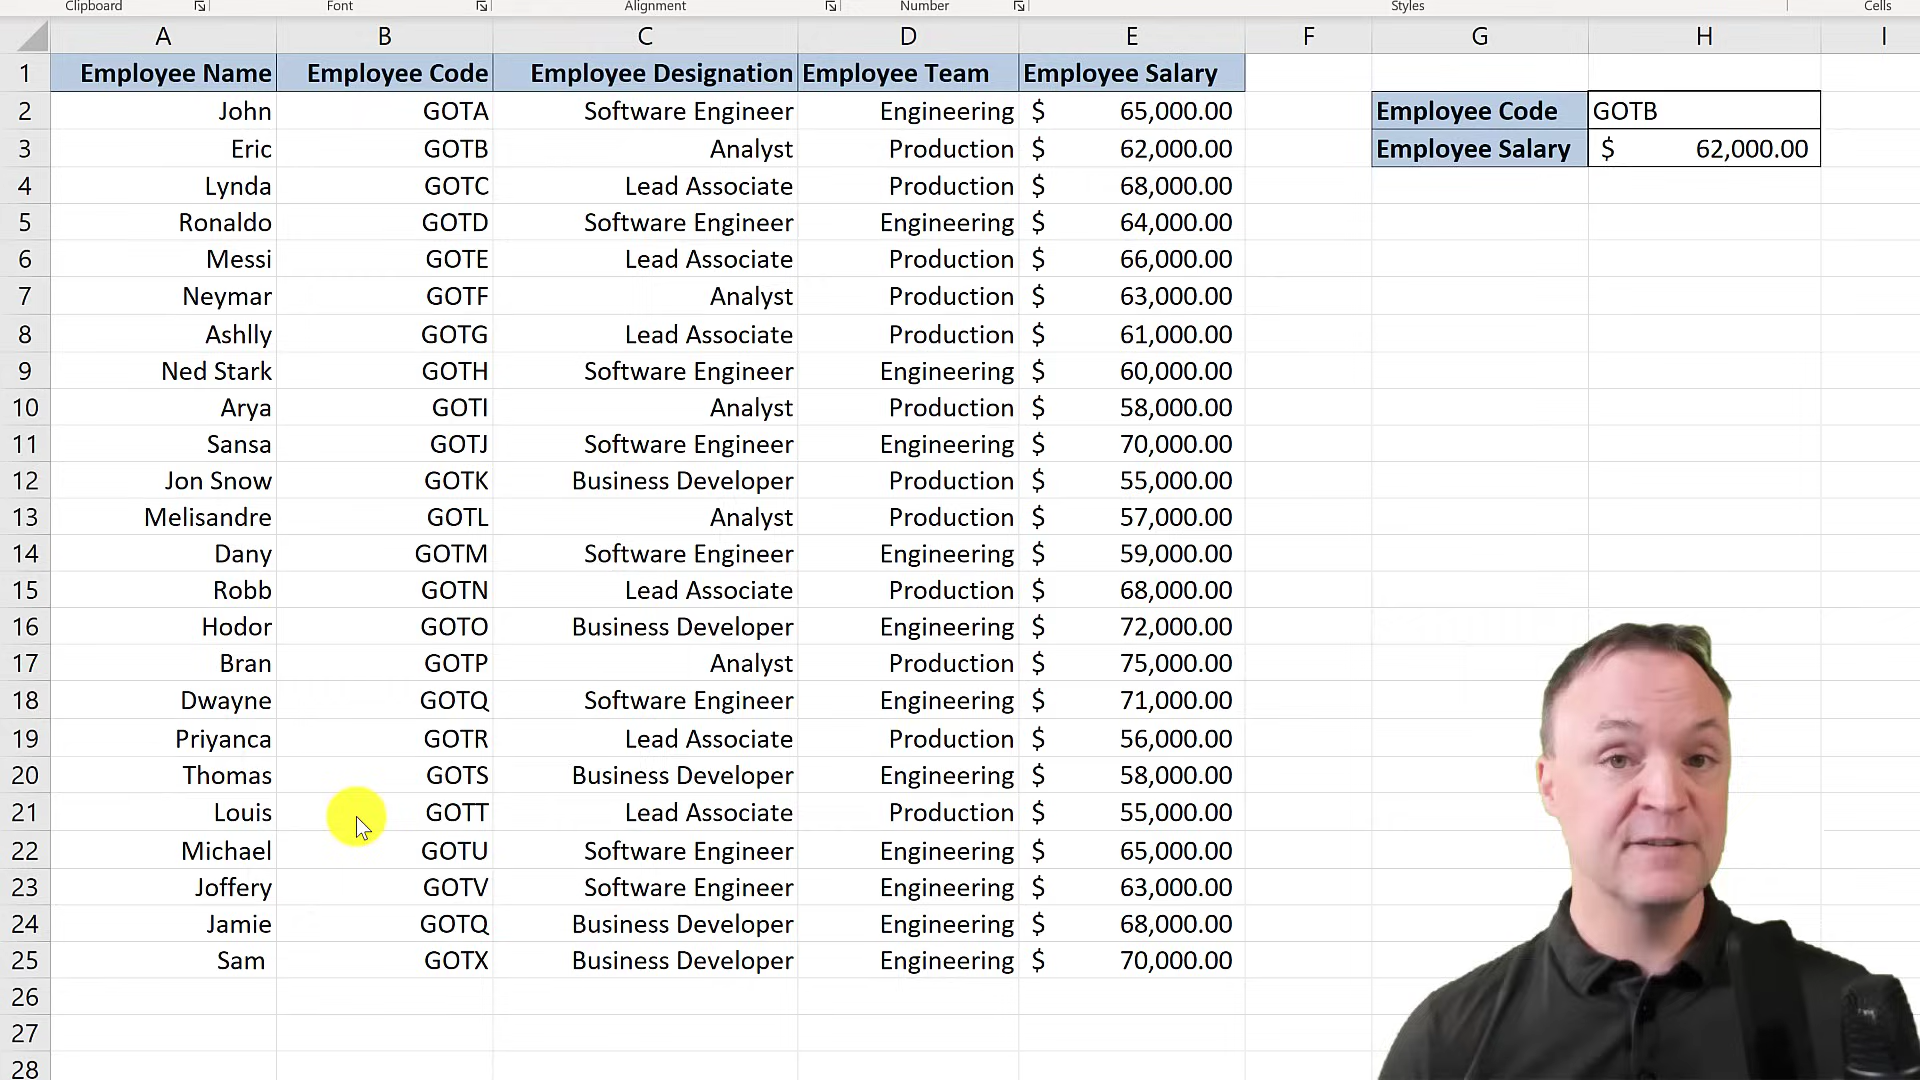 Clipboard Font Alignment Number Styles Cells
A B C D E F G H I
1 Employee Name Employee Code Employee Designation Employee Team Employee Salary
2 John GOTA Software Engineer Engineering $ 65,000.00 Employee Code GOTB
3 Eric GOTB Analyst Production $ 62,000.00 Employee Salary $ 62,000.00
4 Lynda GOTC Lead Associate Production $ 68,000.00
5 Ronaldo GOTD Software Engineer Engineering $ 64,000.00
6 Messi GOTE Lead Associate Production $ 66,000.00
7 Neymar GOTF Analyst Production $ 63,000.00
8 Ashlly GOTG Lead Associate Production $ 61,000.00
9 Ned Stark GOTH Software Engineer Engineering $ 60,000.00
10 Arya GOTI Analyst Production $ 58,000.00
11 Sansa GOTJ Software Engineer Engineering $ 70,000.00
12 Jon Snow GOTK Business Developer Production $ 55,000.00
13 Melisandre GOTL Analyst Production $ 57,000.00
14 Dany GOTM Software Engineer Engineering $ 59,000.00
15 Robb GOTN Lead Associate Production $ 68,000.00
16 Hodor GOTO Business Developer Engineering $ 72,000.00
17 Bran GOTP Analyst Production $ 75,000.00
18 Dwayne GOTQ Software Engineer Engineering $ 71,000.00
19 Priyanca GOTR Lead Associate Production $ 56,000.00
20 Thomas GOTS Business Developer Engineering $ 58,000.00
21 Louis GOTT Lead Associate Production $ 55,000.00
22 Michael GOTU Software Engineer Engineering $ 65,000.00
23 Joffery GOTV Software Engineer Engineering $ 63,000.00
24 Jamie GOTQ Business Developer Engineering $ 68,000.00
25 Sam GOTX Business Developer Engineering $ 70,000.00
26
27
28